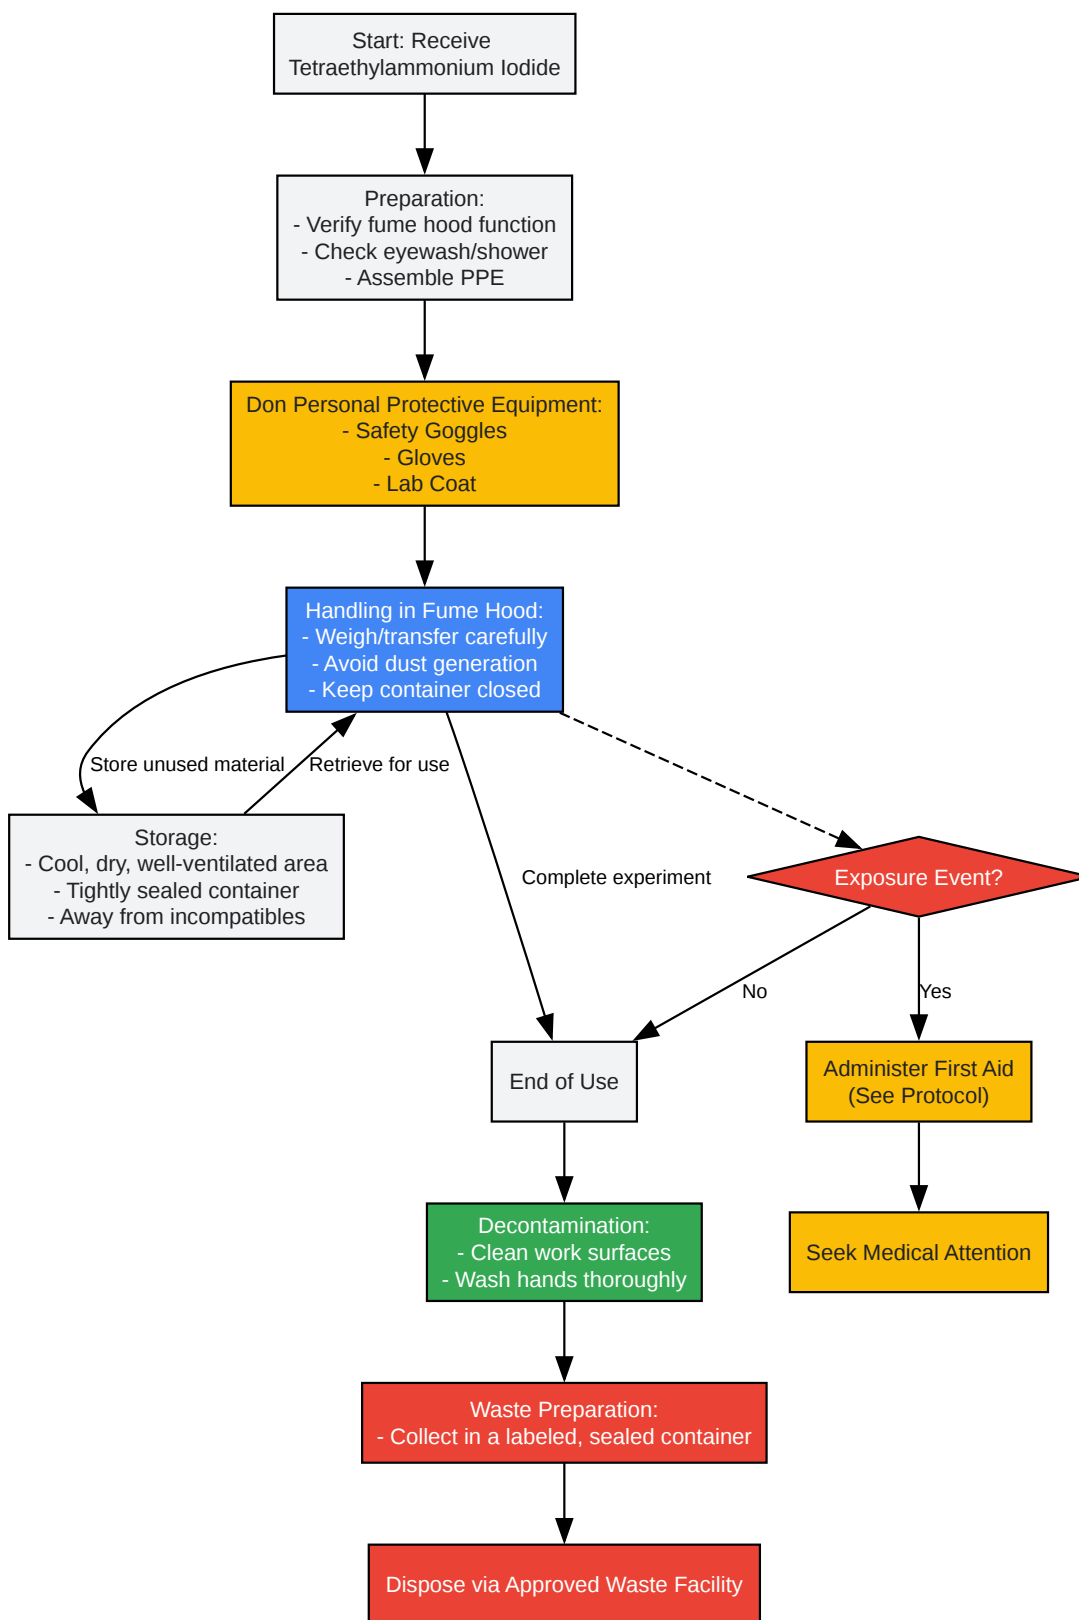 Start: Receive
Tetraethylammonium Iodide
Preparation:
- Verify fume hood function
- Check eyewash/shower
- Assemble PPE
Don Personal Protective Equipment:
- Safety Goggles
- Gloves
- Lab Coat
Handling in Fume Hood:
- Weigh/transfer carefully
- Avoid dust generation
- Keep container closed
Store unused material
Retrieve for use
Storage:
- Cool, dry, well-ventilated area
- Tightly sealed container
- Away from incompatibles
Complete experiment
Exposure Event?
No
Yes
End of Use
Administer First Aid
(See Protocol)
Decontamination:
- Clean work surfaces
- Wash hands thoroughly
Seek Medical Attention
Waste Preparation:
- Collect in a labeled, sealed container
Dispose via Approved Waste Facility